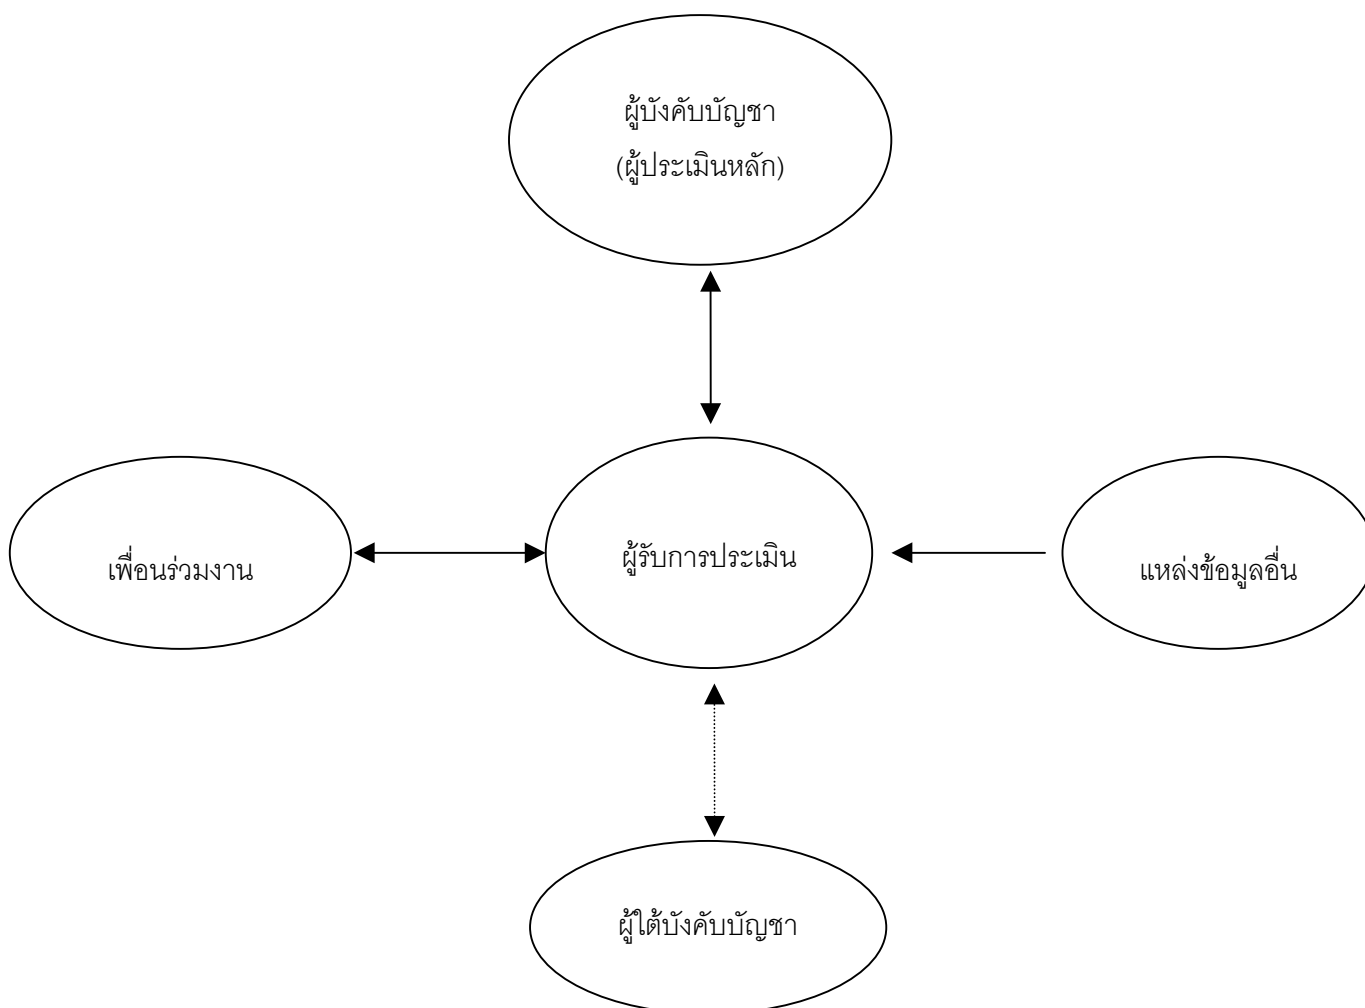 ผู้บังคับบัญชา
(ผู้ประเมินหลัก)
เพื่อนร่วมงาน
ผู้รับการประเมิน
แหล่งข้อมูลอื่น
ผู้ใต้บังคับบัญชา